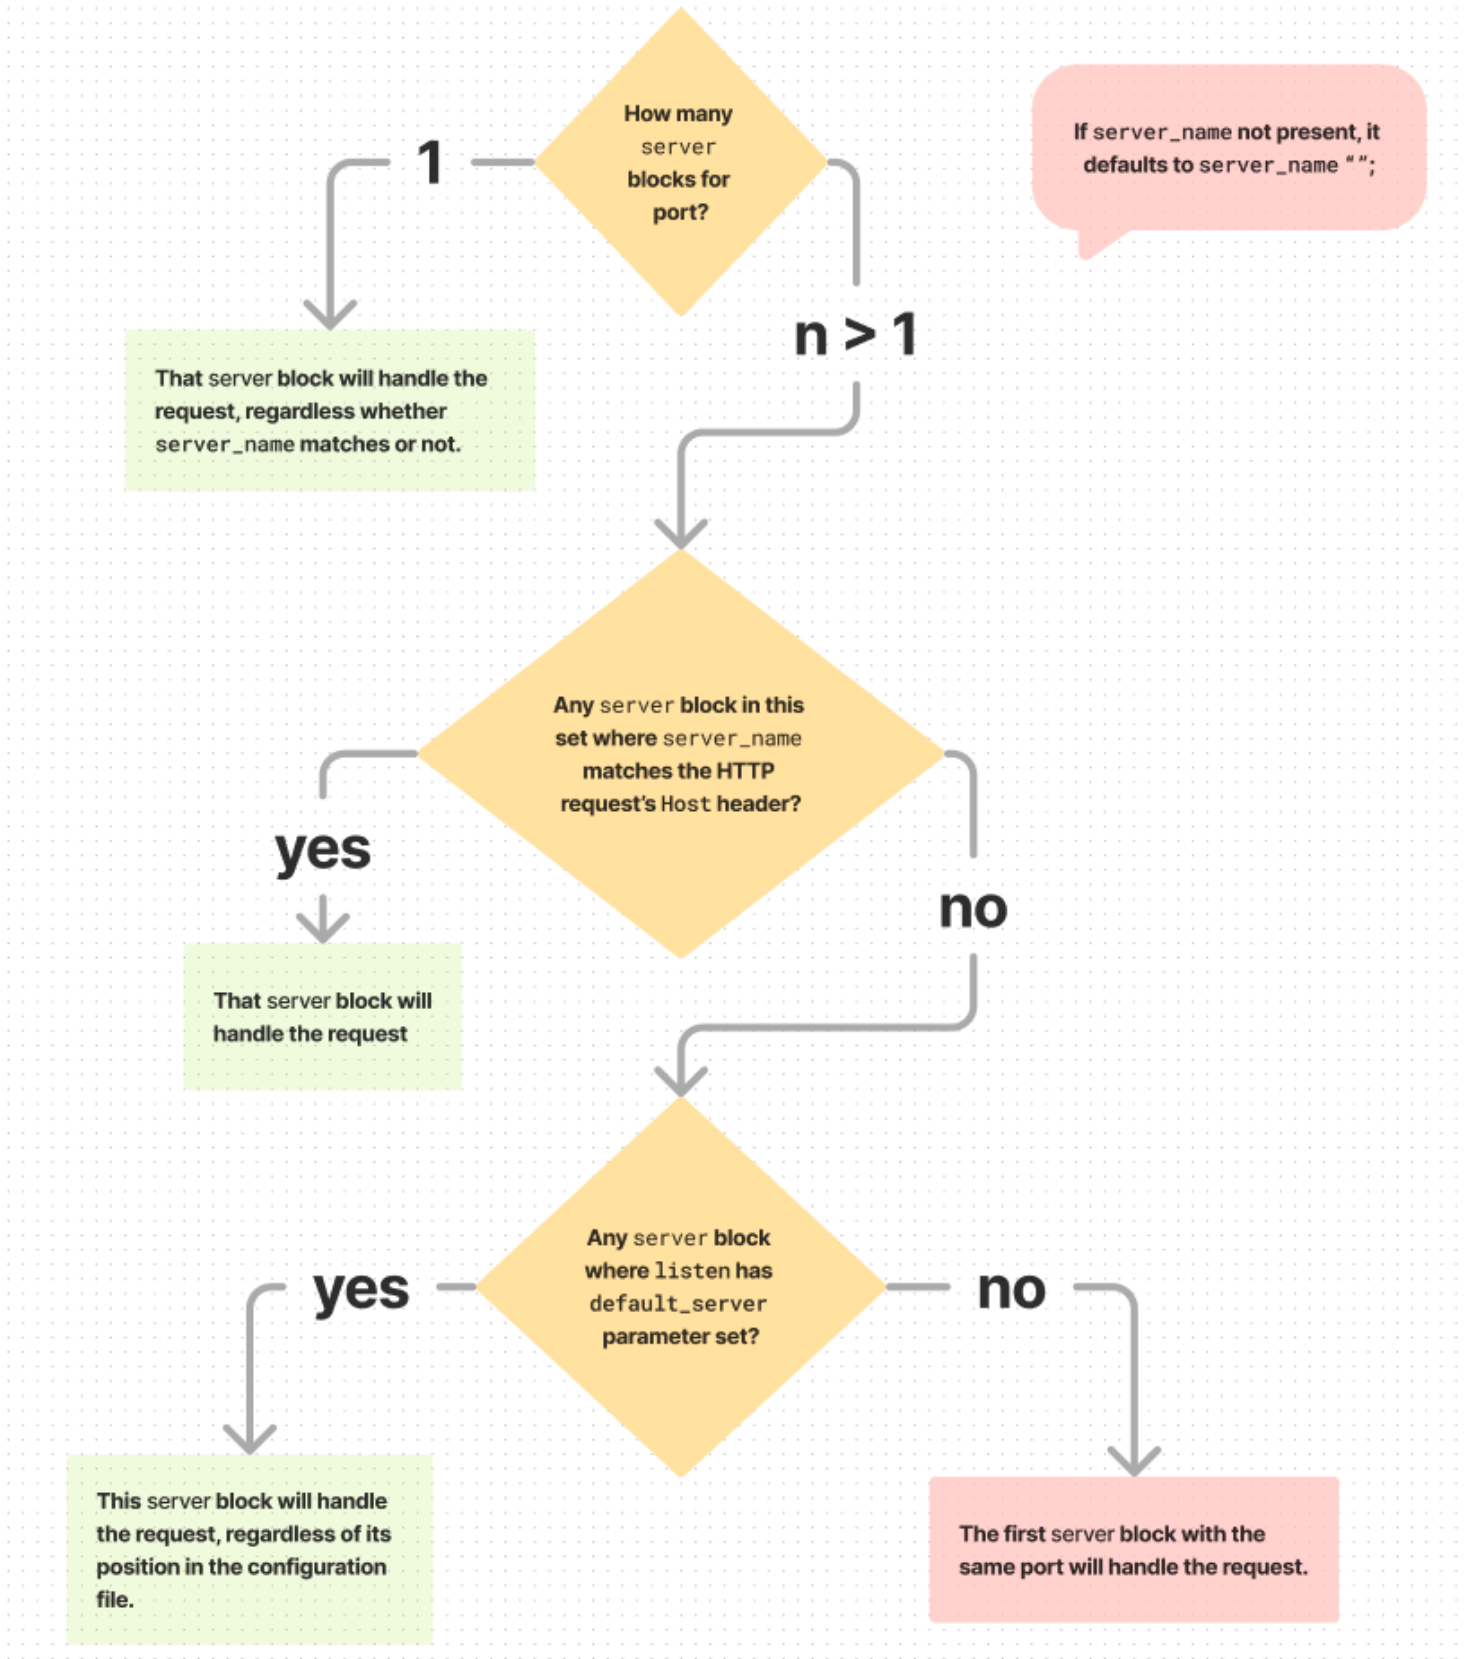 How many
server
blocks for
port?
1
n > 1
If server_name not present, it
defaults to server_name “”;
That server block will handle the
request, regardless whether
server_name matches or not.
Any server block in this
set where server_name
matches the HTTP
request’s Host header?
yes
no
That server block will
handle the request
Any server block
where listen has
default_server
parameter set?
yes
no
This server block will handle
the request, regardless of its
position in the configuration
file.
The first server block with the
same port will handle the request.